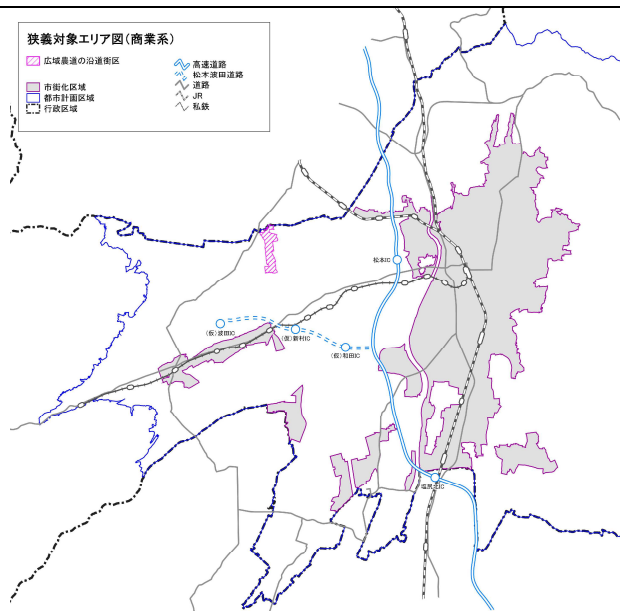 狭義対象エリア図(商業系)
広域農道の沿道街区
市街化区域
都市計画区域
行政区域
高速道路
松本波田道路
道路
JR
私鉄
松本IC
(仮)波田IC
(仮)新村IC
(仮)和田IC
塩尻北IC